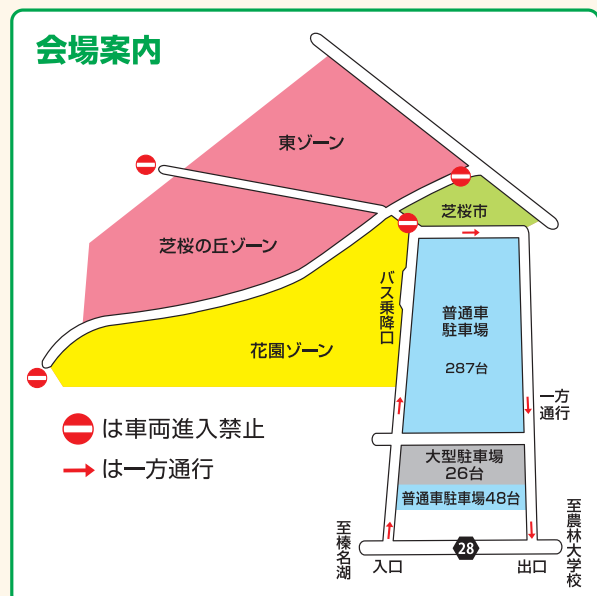 会場案内
東ゾーン
芝桜市
芝桜の丘ゾーン
バス乗降口
普通車
駐車場
287台
花園ゾーン
一方
通行
は車両進入禁止
は一方通行
大型駐車場
26台
普通車駐車場48台
至榛名湖
入口
28
出口
至農林大学校